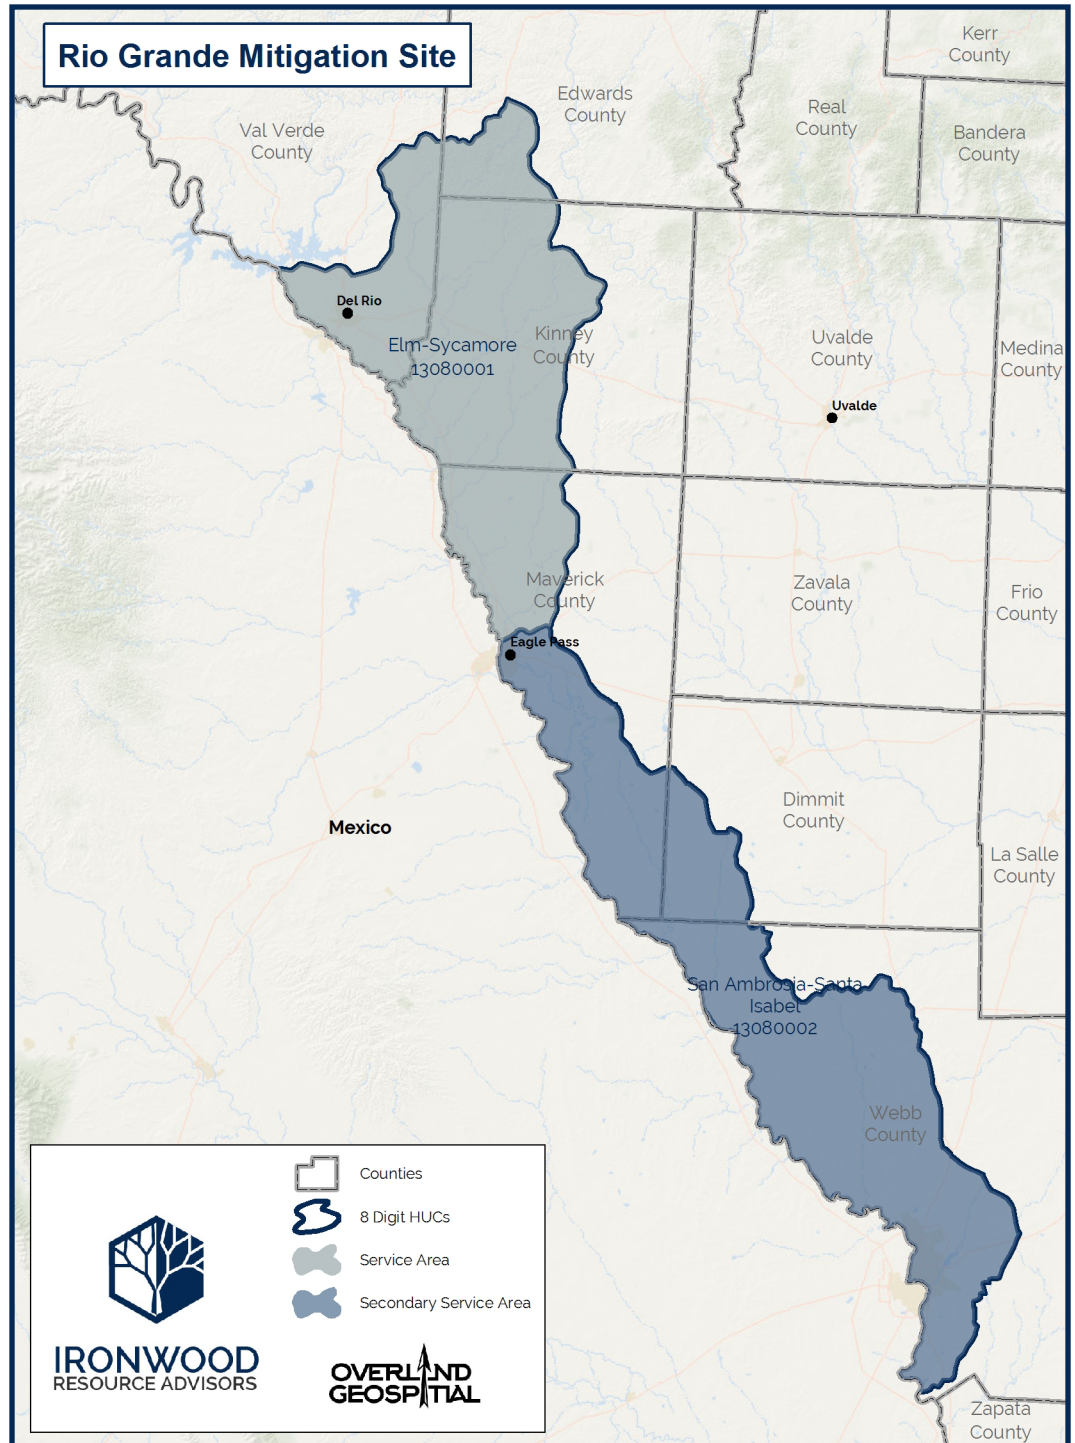 Rio Grande Mitigation Site
Kerr
County
Edwards
County
Real
County
Val Verde
County
Bandera
County
Del Rio
Elm-Sycamore
13080001
Kinney
County
Uvalde
County
Medina
County
Uvalde
Maverick
County
Zavala
County
Frio
County
Eagle Pass
Mexico
Dimmit
County
La Salle
County
San Ambrosia-Santa
Isabel
13080002
Webb
County
Counties
8 Digit HUCs
Service Area
Secondary Service Area
IRONWOOD
RESOURCE ADVISORS
OVERLAND
GEOSPATIAL
Zapata
County